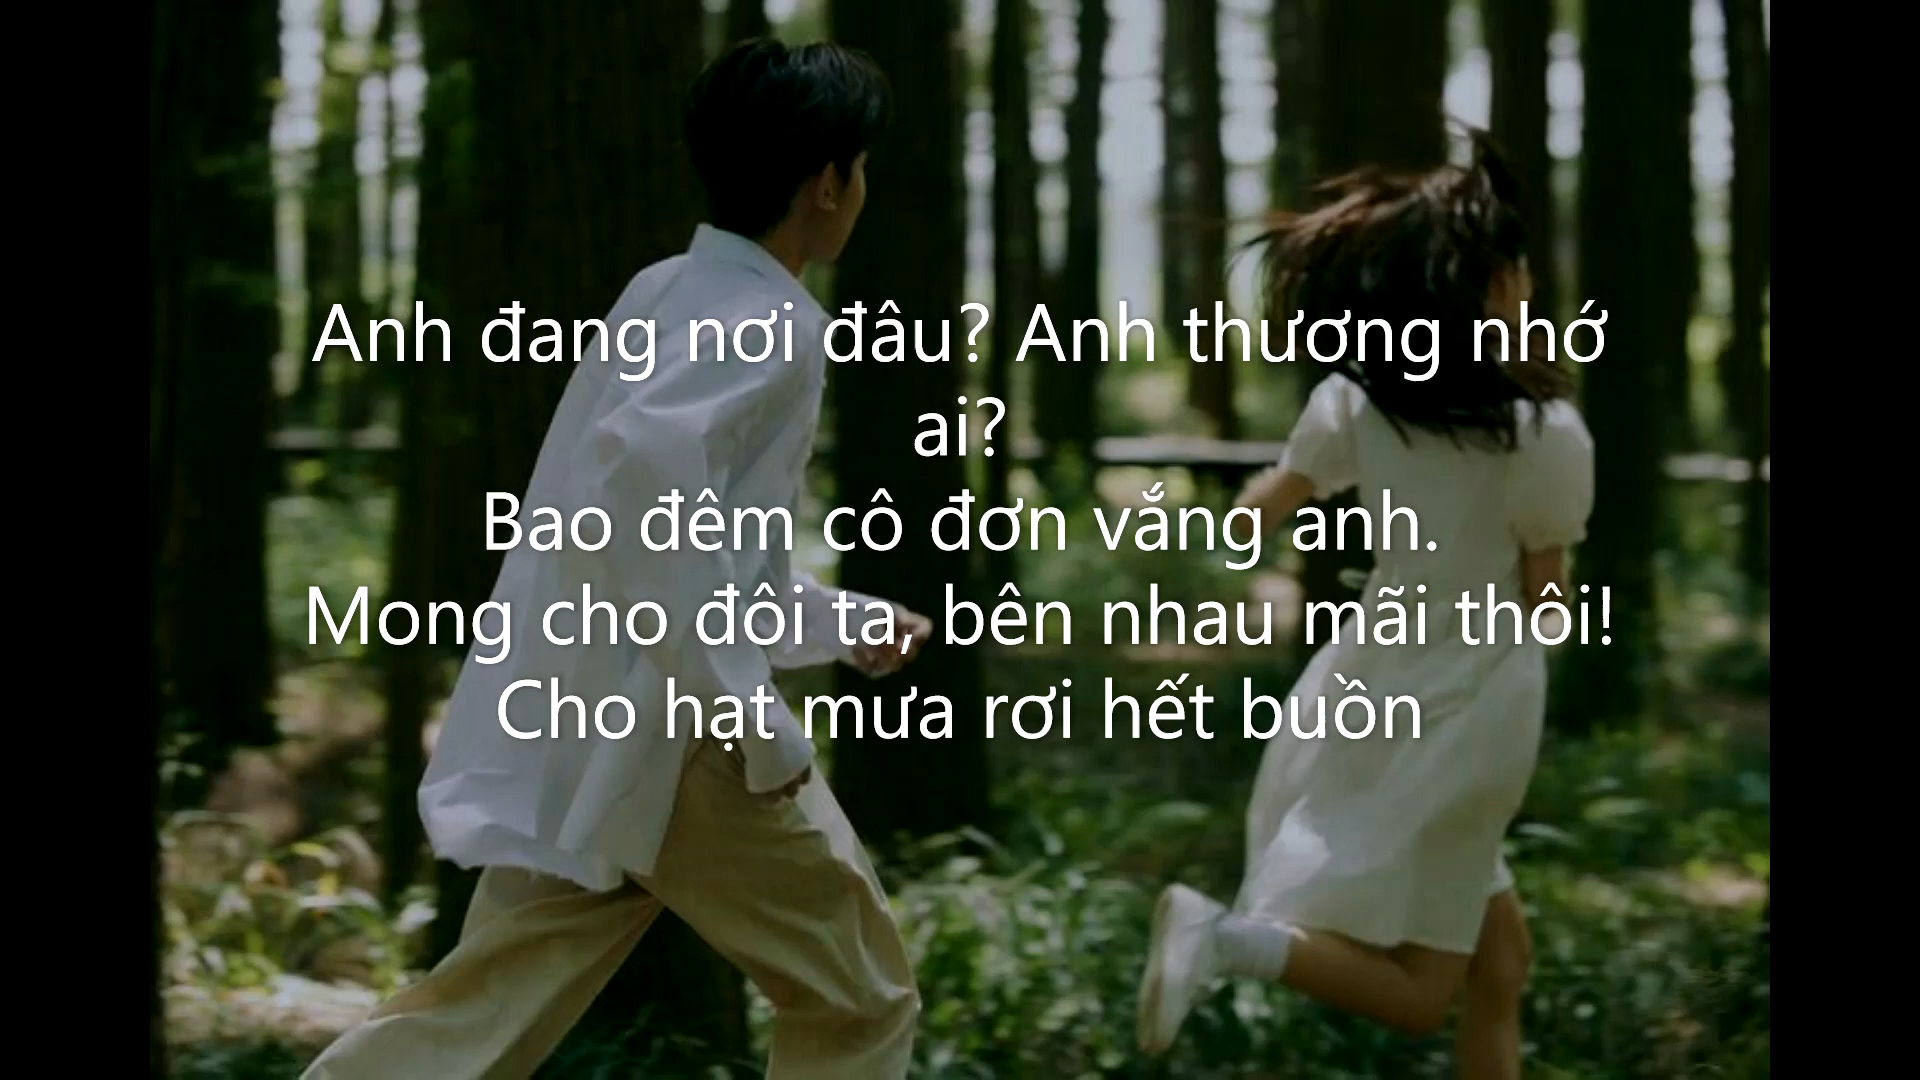 Anh đang nơi đâu? Anh thương nhớ
ai?
Bao đêm cô đơn vắng anh.
Mong cho đôi ta, bên nhau mãi thôi!
Cho hạt mưa rơi hết buồn